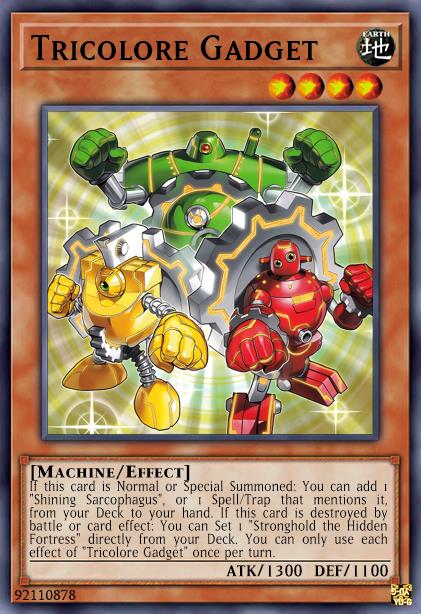 TRICOLORE GADGET
EARTH
地
[MACHINE/EFFECT]
If this card is Normal or Special Summoned: You can add 1
"Shining Sarcophagus", or 1 Spell/Trap that mentions it,
from your Deck to your hand. If this card is destroyed by
battle or card effect: You can Set 1 "Stronghold the Hidden
Fortress" directly from your Deck. You can only use each
effect of "Tricolore Gadget" once per turn.
ATK/1300 DEF/1100
92110878